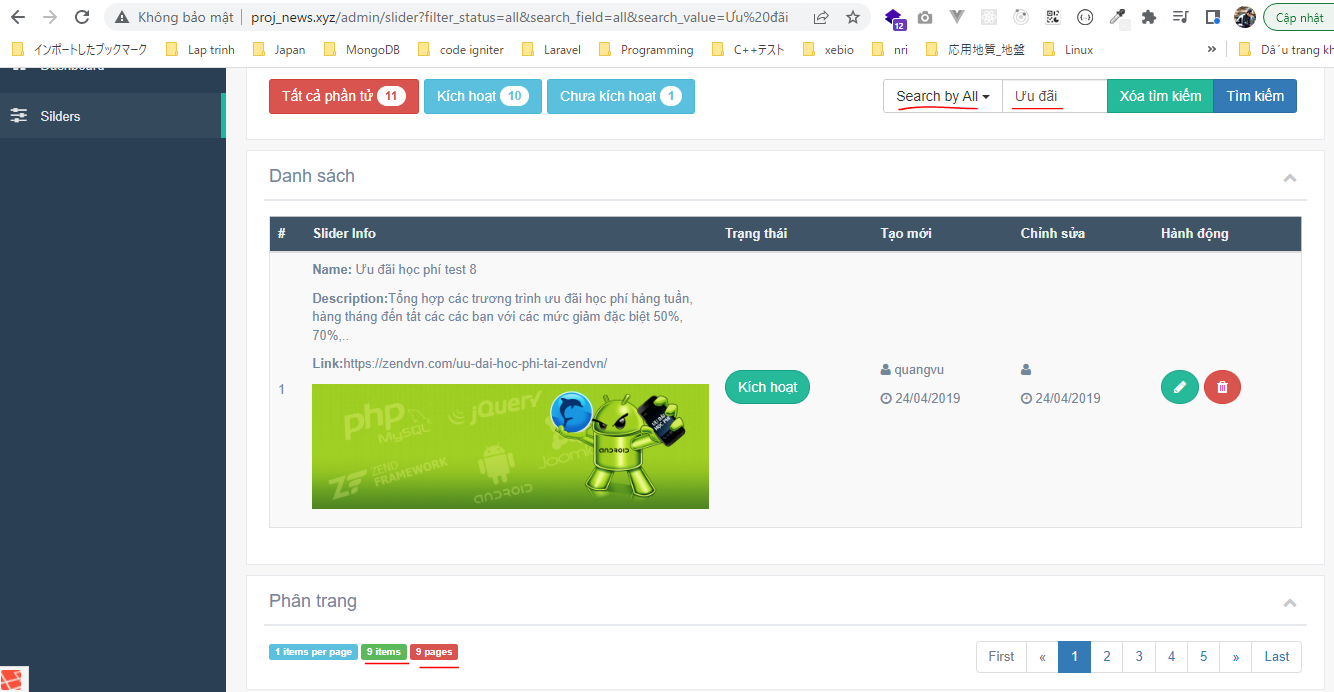 Không bảo mật proj_news.xyz/admin/slider?filter_status=all&search_field=all&search_value=Ưu%20đãi 12 Cập nhật
インポートしたブックマーク Lap trinh Japan MongoDB code igniter Laravel Programming C++テスト xebio nri 応用地質_地盤 Linux » Dấu trang kh
Dashboard
Tất cả phần tử 11 Kích hoạt 10 Chưa kích hoạt 1 Search by All Ưu đãi Xóa tìm kiếm Tìm kiếm
Silders
Danh sách
# Slider Info Trạng thái Tạo mới Chỉnh sửa Hành động
Name: Ưu đãi học phí test 8
Description:Tổng hợp các trương trình ưu đãi học phí hàng tuần,
hàng tháng đến tất các các bạn với các mức giảm đặc biệt 50%,
70%,..
Link:https://zendvn.com/uu-dai-hoc-phi-tai-zendvn/
1 Kích hoạt quangvu
24/04/2019 24/04/2019
php
MySQL
jQuery
ZF ZEND
FRAMEWORK
ANDROID
Joomla
ANDROID
Phân trang
1 items per page 9 items 9 pages First « 1 2 3 4 5 » Last